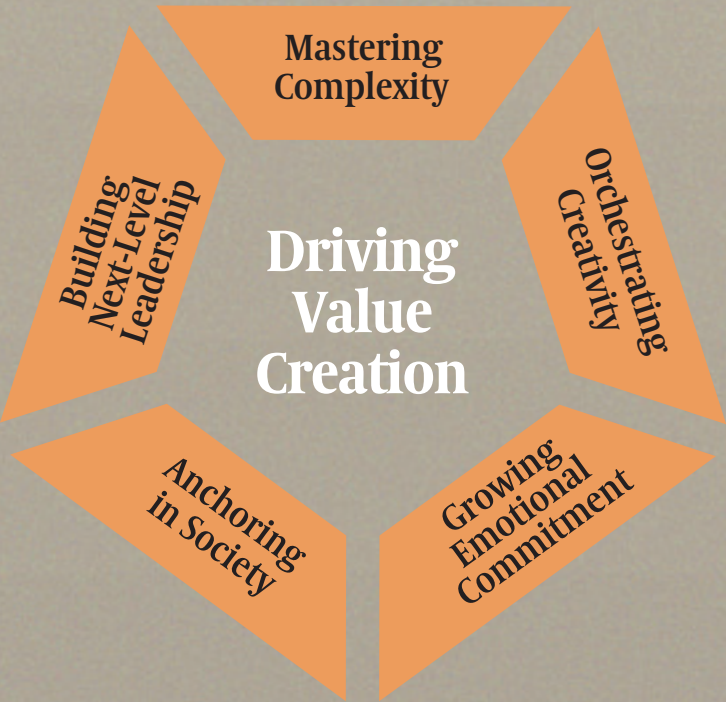 Mastering
Complexity
Orchestrating
Creativity
Growing
Emotional
Commitment
Anchoring
in Society
Building
Next-Level
Leadership
Driving
Value
Creation